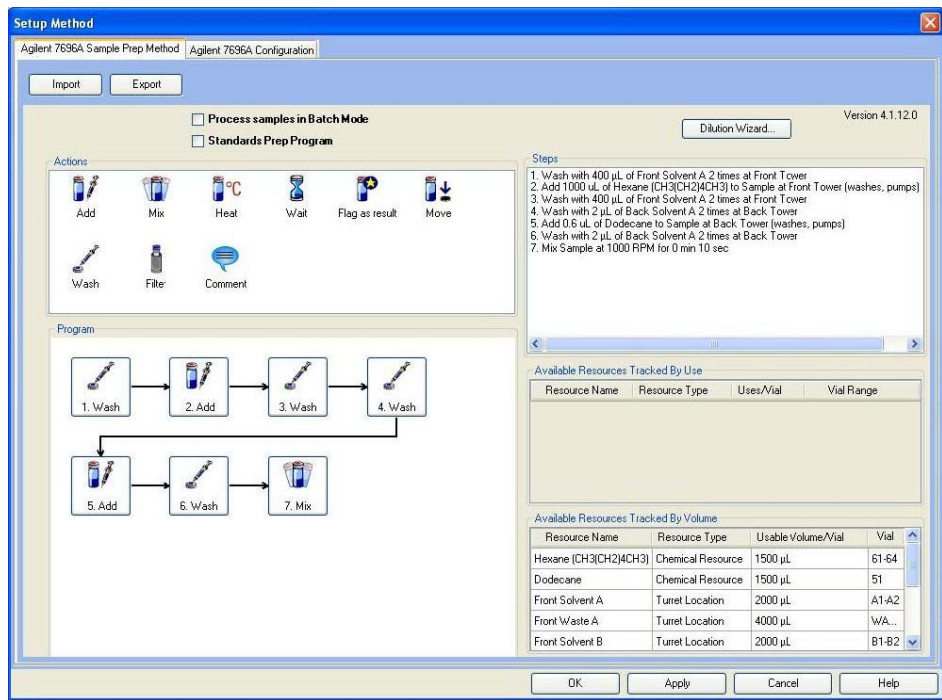 Setup Method
Agilent 7696A Sample Prep Method
Agilent 7696A Configuration
Import
Export
Process samples in Batch Mode
Standards Prep Program
Dilution Wizard...
Version 4.1.12.0
Actions
Add
Mix
Heat
Wait
Flag as result
Move
°C
Wash
Filter
Comment
Steps
1. Wash with 400 µL of Front Solvent A 2 times at Front Tower
2. Add 1000 uL of Hexane (CH3(CH2)4CH3) to Sample at Front Tower (washes, pumps)
3. Wash with 400 µL of Front Solvent A 2 times at Front Tower
4. Wash with 2 µL of Back Solvent A 2 times at Back Tower
5. Add 0.6 uL of Dodecane to Sample at Back Tower (washes, pumps)
6. Wash with 2 µL of Back Solvent A 2 times at Back Tower
7. Mix Sample at 1000 RPM for 0 min 10 sec
Program
1. Wash
2. Add
3. Wash
4. Wash
5. Add
6. Wash
7. Mix
Available Resources Tracked By Use
Resource Name Resource Type Uses/Vial Vial Range
Available Resources Tracked By Volume
Resource Name Resource Type Usable Volume/Vial Vial
Hexane (CH3(CH2)4CH3) Chemical Resource 1500 µL 61-64
Dodecane Chemical Resource 1500 µL 51
Front Solvent A Turret Location 2000 µL A1-A2
Front Waste A Turret Location 4000 µL WA...
Front Solvent B Turret Location 2000 µL B1-B2
OK
Apply
Cancel
Help